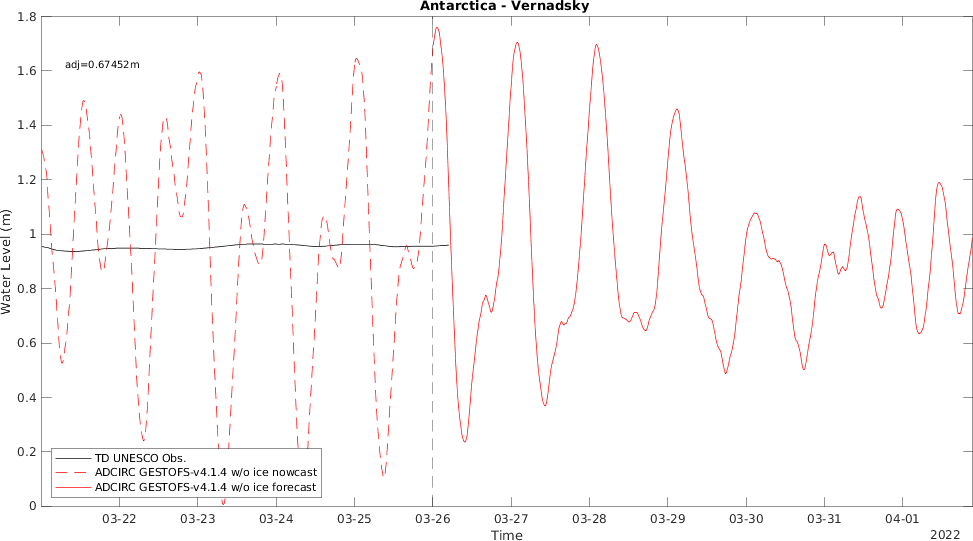 Antarctica - Vernadsky
1.8
adj=0.67452m
1.6
1.4
1.2
1
0.8
0.6
0.4
0.2
0
Water Level (m)
TD UNESCO Obs.
ADCIRC GESTOFS-v4.1.4 w/o ice nowcast
ADCIRC GESTOFS-v4.1.4 w/o ice forecast
03-22 03-23 03-24 03-25 03-26 03-27 03-28 03-29 03-30 03-31 04-01
Time
2022